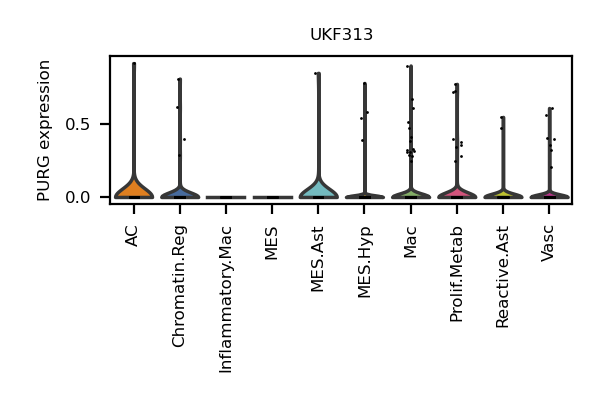 UKF313
PURG expression
0.5
0.0
AC
Chromatin.Reg
Inflammatory.Mac
MES
MES.Ast
MES.Hyp
Mac
Prolif.Metab
Reactive.Ast
Vasc